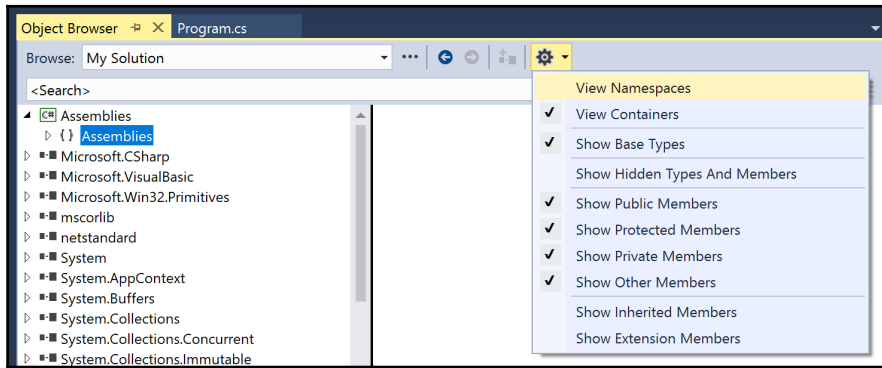 Object Browser Program.cs
Browse: My Solution
<Search>
C# Assemblies
{ } Assemblies
Microsoft.CSharp
Microsoft.VisualBasic
Microsoft.Win32.Primitives
mscorlib
netstandard
System
System.AppContext
System.Buffers
System.Collections
System.Collections.Concurrent
System.Collections.Immutable
View Namespaces
View Containers
Show Base Types
Show Hidden Types And Members
Show Public Members
Show Protected Members
Show Private Members
Show Other Members
Show Inherited Members
Show Extension Members